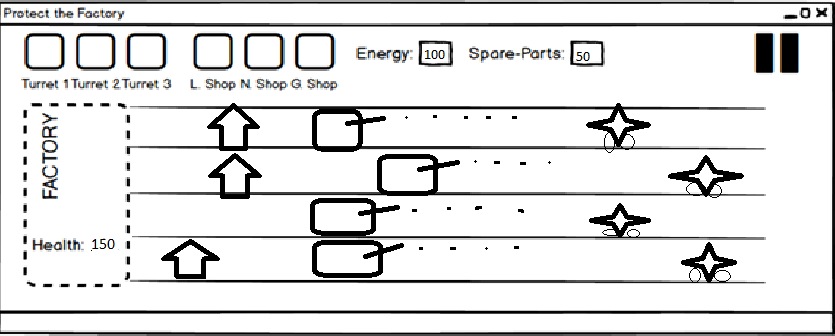 Protect the Factory
Energy: 100 Spare-Parts: 50
Turret 1 Turret 2 Turret 3 L. Shop N. Shop G. Shop
FACTORY
Health: 150